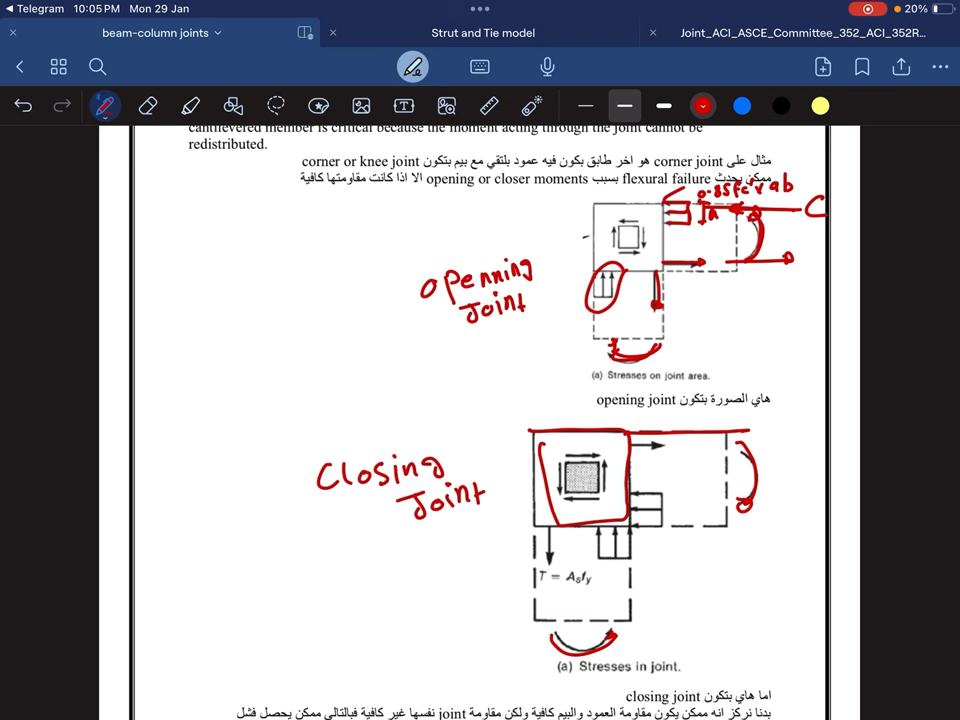 Telegram 10:05 PM Mon 29 Jan 20%
beam-column joints
Strut and Tie model
Joint_ACI_ASCE_Committee_352_ACI_352R...
cantilevered member is critical because the moment acting through the joint cannot be
redistributed.
مثال على corner joint هو اخر طابق بكون فيه عمود بلتقي مع بيم بتكون corner or knee joint
ممكن يحدث flexural failure بسبب opening or closer moments الا اذا كانت مقاومتها كافية
0.85 fc' x ab
C
a
Openning
Joint
(a) Stresses on joint area.
هاي الصورة بتكون opening joint
Closing
Joint
T = Asfy
(a) Stresses in joint.
اما هاي بتكون closing joint
بدنا نركز انه ممكن يكون مقاومة العمود والبيم كافية ولكن مقاومة joint نفسها غير كافية فبالتالي ممكن يحصل فشل